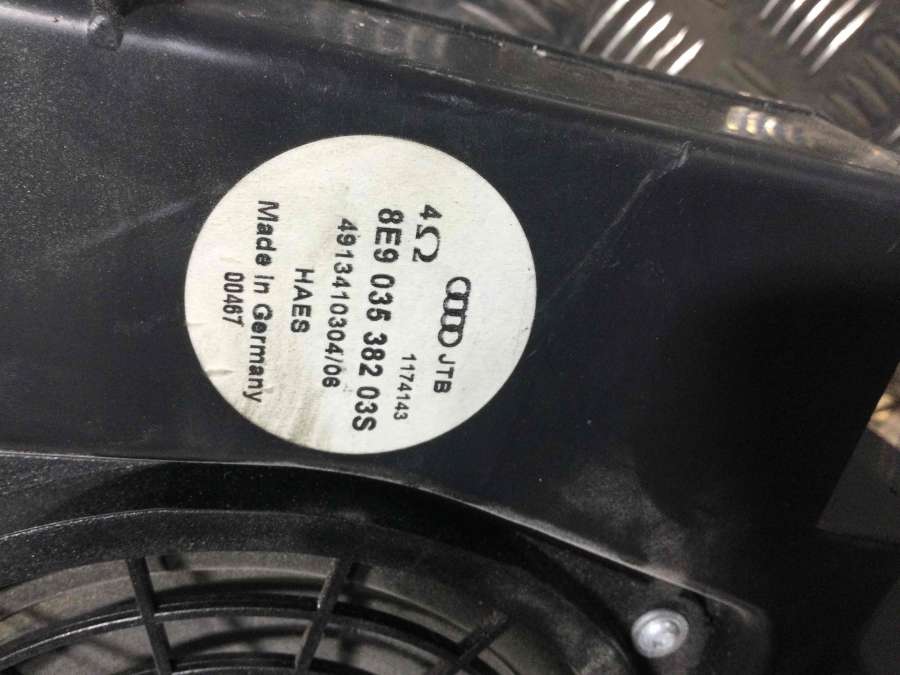 4Ω JTB
1174143
8E9 035 382 03S
4913410304/06
HAES
Made in Germany
00467